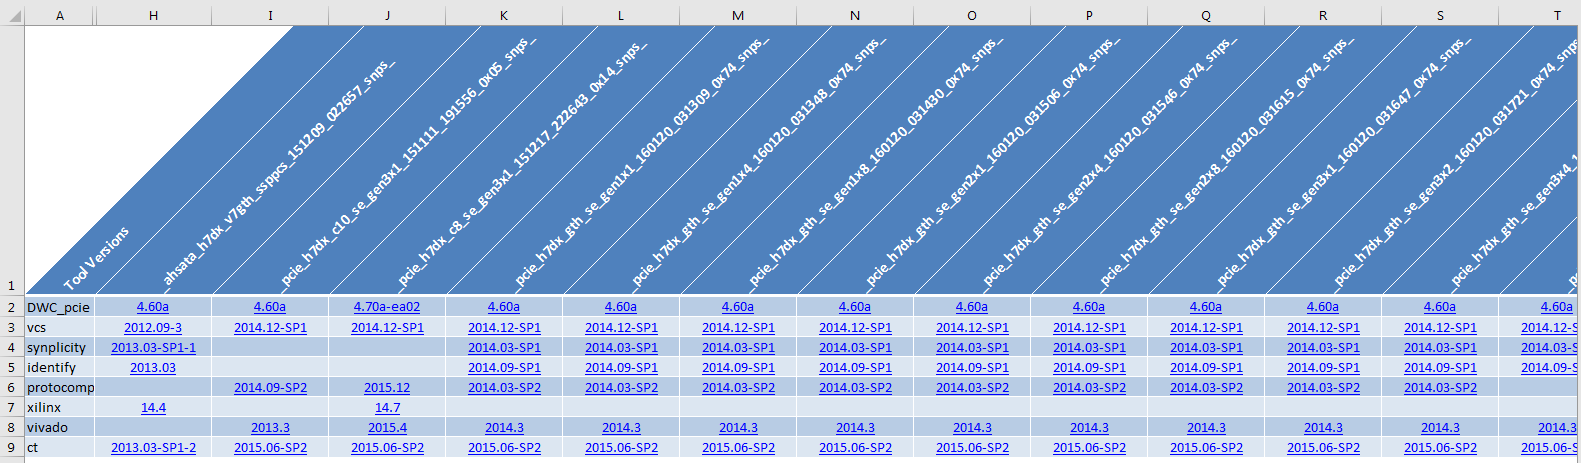 A H I J K L M N O P Q R S T
1 Tool Versions _ahsata_h7dx_v7gth_ssppcs_151209_022657_snps_ _pcie_h7dx_c10_se_gen3x1_151111_191556_0x05_snps_ _pcie_h7dx_c8_se_gen3x1_151217_222643_0x14_snps_ _pcie_h7dx_gth_se_gen1x1_160120_031309_0x74_snps_ _pcie_h7dx_gth_se_gen1x4_160120_031348_0x74_snps_ _pcie_h7dx_gth_se_gen1x8_160120_031430_0x74_snps_ _pcie_h7dx_gth_se_gen2x1_160120_031506_0x74_snps_ _pcie_h7dx_gth_se_gen2x4_160120_031546_0x74_snps_ _pcie_h7dx_gth_se_gen2x8_160120_031615_0x74_snps_ _pcie_h7dx_gth_se_gen3x1_160120_031647_0x74_snps _pcie_h7dx_gth_se_gen3x2_160120_031721_0x74_snps _pcie_h7dx_gth_se_gen3x4_1
2 DWC_pcie 4.60a 4.60a 4.70a-ea02 4.60a 4.60a 4.60a 4.60a 4.60a 4.60a 4.60a 4.60a 4.60a 4.60a
3 vcs 2012.09-3 2014.12-SP1 2014.12-SP1 2014.12-SP1 2014.12-SP1 2014.12-SP1 2014.12-SP1 2014.12-SP1 2014.12-SP1 2014.12-SP1 2014.12-SP1 2014.12-SP1 2014.12-S
4 synplicity 2013.03-SP1-1 2014.03-SP1 2014.03-SP1 2014.03-SP1 2014.03-SP1 2014.03-SP1 2014.03-SP1 2014.03-SP1 2014.03-SP1 2014.03-SP1 2014.03-S
5 identify 2013.03 2014.09-SP1 2014.09-SP1 2014.09-SP1 2014.09-SP1 2014.09-SP1 2014.09-SP1 2014.09-SP1 2014.09-SP1 2014.09-SP1 2014.09-S
6 protocomp 2014.09-SP2 2015.12 2014.03-SP2 2014.03-SP2 2014.03-SP2 2014.03-SP2 2014.03-SP2 2014.03-SP2 2014.03-SP2 2014.03-SP2 2014.03-SP2
7 xilinx 14.4 14.7
8 vivado 2013.3 2015.4 2014.3 2014.3 2014.3 2014.3 2014.3 2014.3 2014.3 2014.3 2014.3 2014.3
9 ct 2013.03-SP1-2 2015.06-SP2 2015.06-SP2 2015.06-SP2 2015.06-SP2 2015.06-SP2 2015.06-SP2 2015.06-SP2 2015.06-SP2 2015.06-SP2 2015.06-SP2 2015.06-SP2 2015.06-S